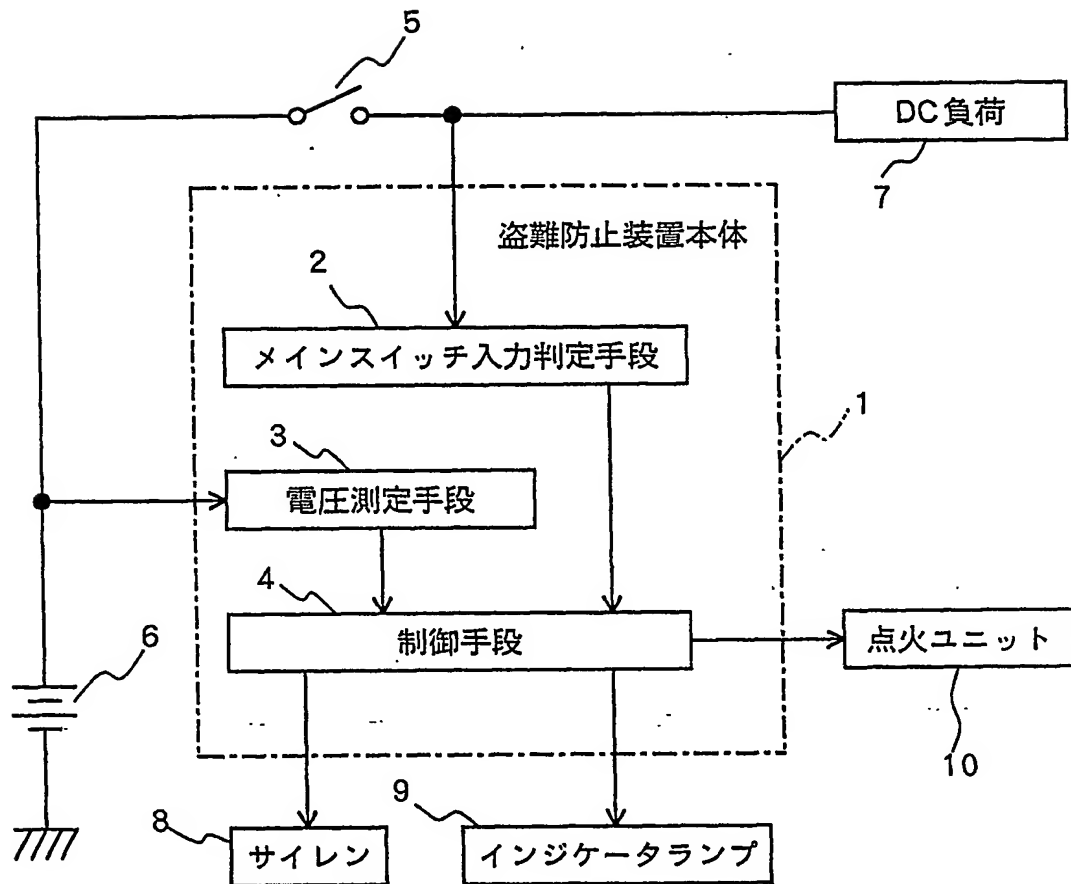 5
DC負荷
7
盗難防止装置本体
2
メインスイッチ入力判定手段
1
3
電圧測定手段
4
制御手段
点火ユニット
6
10
8
サイレン
9
インジケータランプ